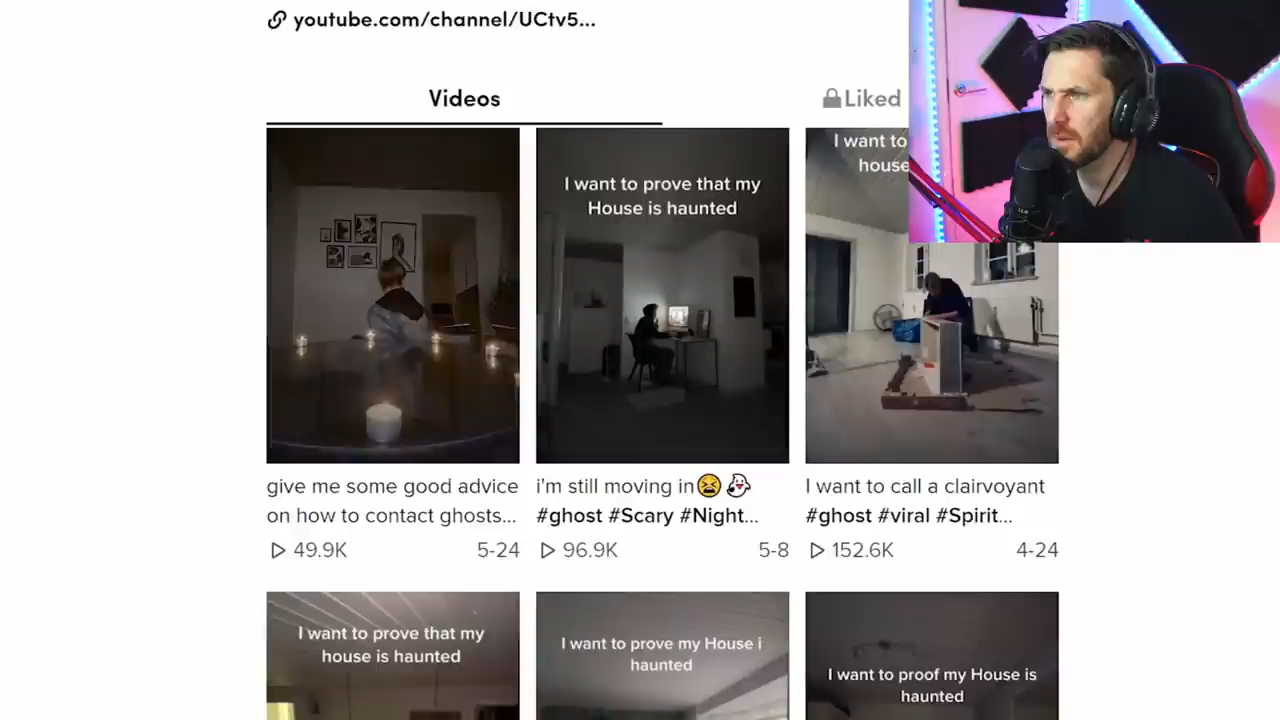 youtube.com/channel/UCtv5...
Videos
Liked
I want to prove that my
House is haunted
I want to
house
give me some good advice
on how to contact ghosts...
49.9K
5-24
i'm still moving in😫👻
#ghost #Scary #Night...
96.9K
5-8
I want to call a clairvoyant
#ghost #viral #Spirit...
152.6K
4-24
I want to prove that my
house is haunted
I want to prove my House i
haunted
I want to proof my House is
haunted